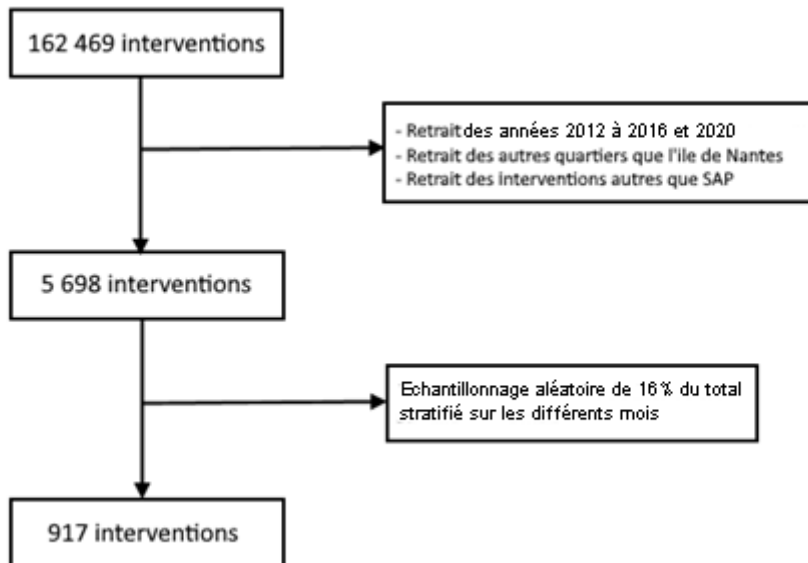 162 469 interventions
- Retrait des années 2012 à 2016 et 2020
- Retrait des autres quartiers que l'ile de Nantes
- Retrait des interventions autres que SAP
5 698 interventions
Echantillonnage aléatoire de 16% du total
stratifié sur les différents mois
917 interventions